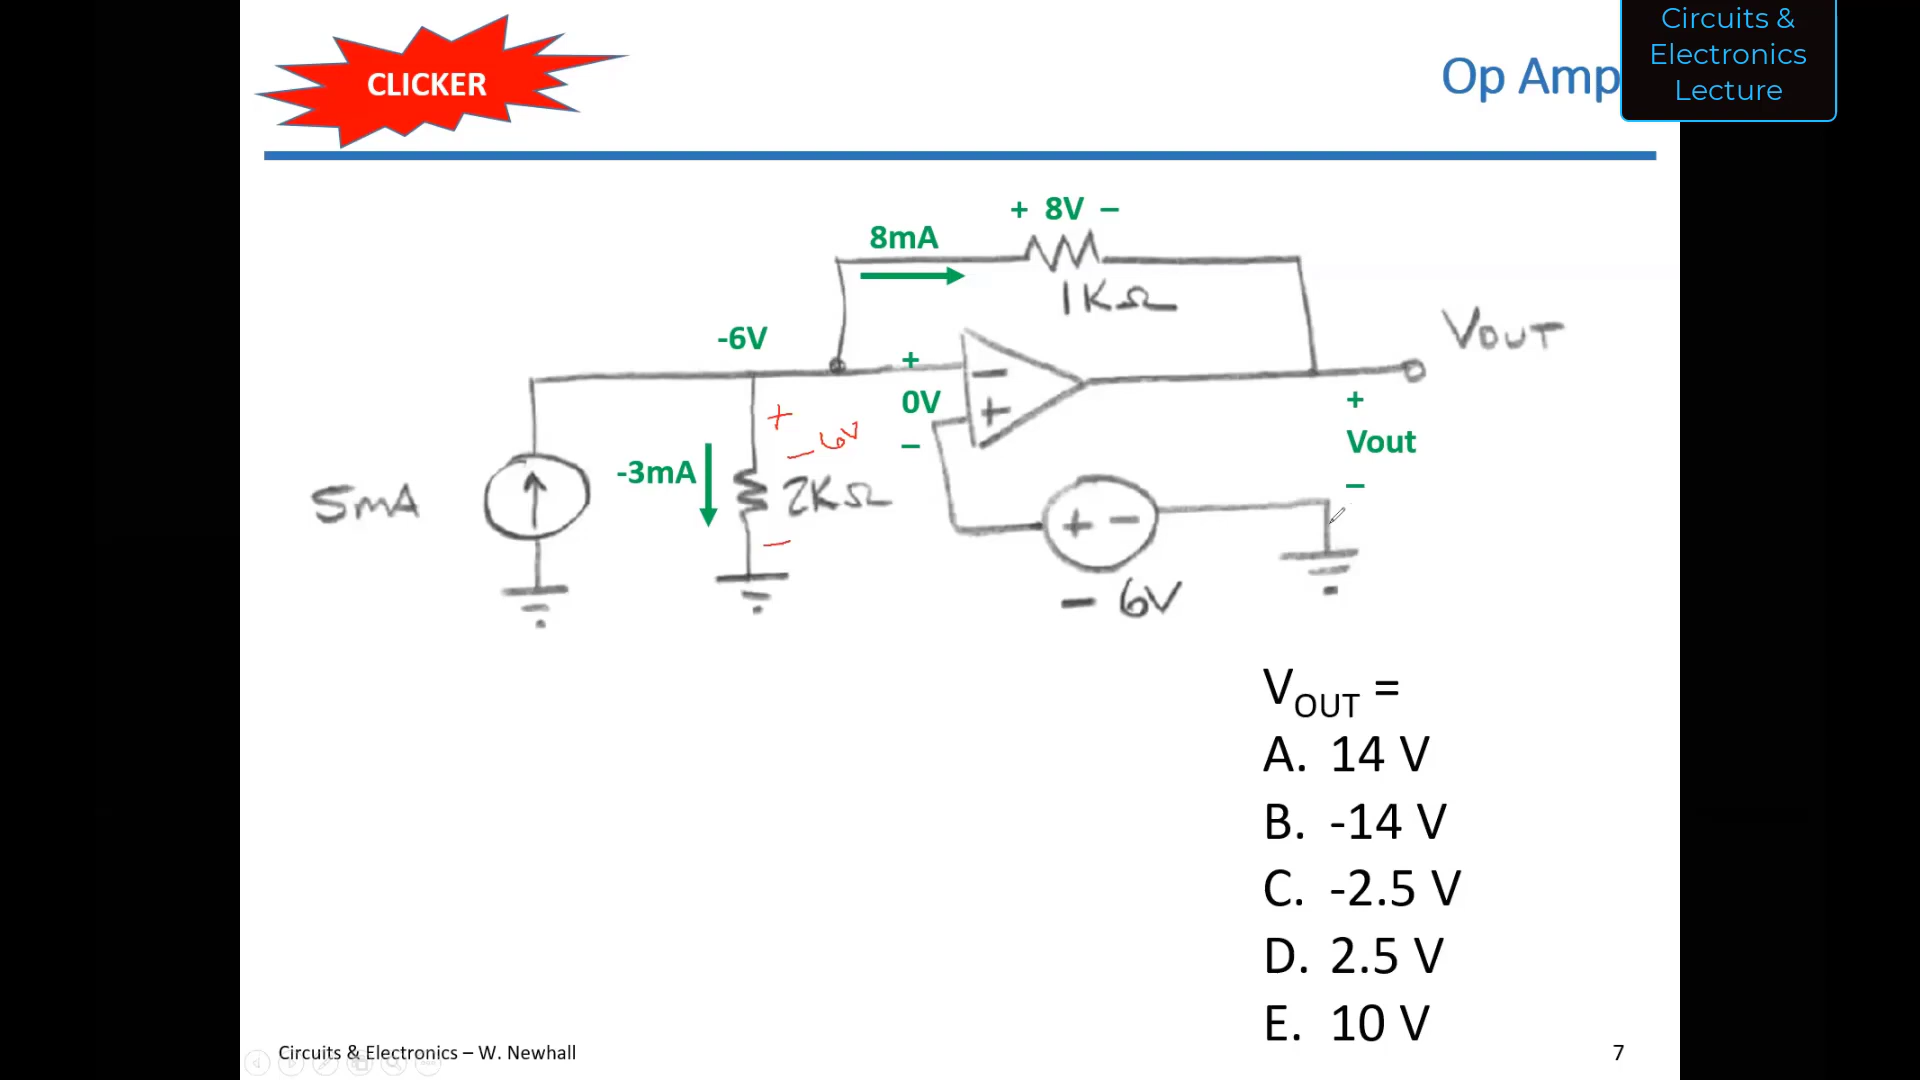 CLICKER
Op Amp
Circuits &
Electronics
Lecture
+ 8V –
8mA
1KΩ
-6V
VOUT
+
0V
–
–
+
+
-6V
–
+
Vout
–
5mA
-3mA
2KΩ
+ –
- 6V
VOUT =
A. 14 V
B. -14 V
C. -2.5 V
D. 2.5 V
E. 10 V
Circuits & Electronics – W. Newhall
7